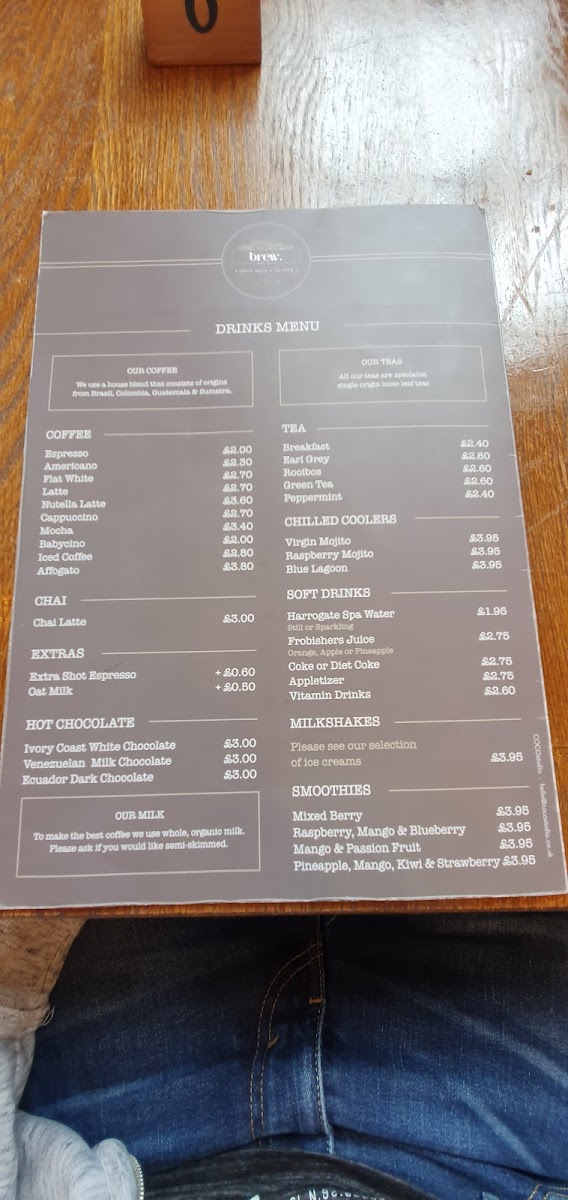 6
brew.
DRINKS MENU
OUR COFFEE
We use a house blend that consists of origins
from Brazil, Colombia, Guatemala & Sumatra.
COFFEE
Espresso £2.00
Americano £2.30
Flat White £2.70
Latte £2.70
Nutella Latte £3.60
Cappuccino £2.70
Mocha £3.40
Babycino £2.00
Iced Coffee £2.80
Affogato £3.80
CHAI
Chai Latte £3.00
EXTRAS
Extra Shot Espresso + £0.60
Oat Milk + £0.50
HOT CHOCOLATE
Ivory Coast White Chocolate £3.00
Venezuelan Milk Chocolate £3.00
Ecuador Dark Chocolate £3.00
OUR MILK
To make the best coffee we use whole, organic milk.
Please ask if you would like semi-skimmed.
OUR TEAS
All our teas are specialist
single origin loose leaf teas
TEA
Breakfast £2.40
Earl Grey £2.60
Rooibos £2.60
Green Tea £2.60
Peppermint £2.40
CHILLED COOLERS
Virgin Mojito £3.95
Raspberry Mojito £3.95
Blue Lagoon £3.95
SOFT DRINKS
Harrogate Spa Water £1.95
Still or Sparkling
Frobishers Juice £2.75
Orange, Apple or Pineapple
Coke or Diet Coke £2.75
Appletizer £2.75
Vitamin Drinks £2.60
MILKSHAKES
Please see our selection
of ice creams £3.95
SMOOTHIES
Mixed Berry £3.95
Raspberry, Mango & Blueberry £3.95
Mango & Passion Fruit £3.95
Pineapple, Mango, Kiwi & Strawberry £3.95